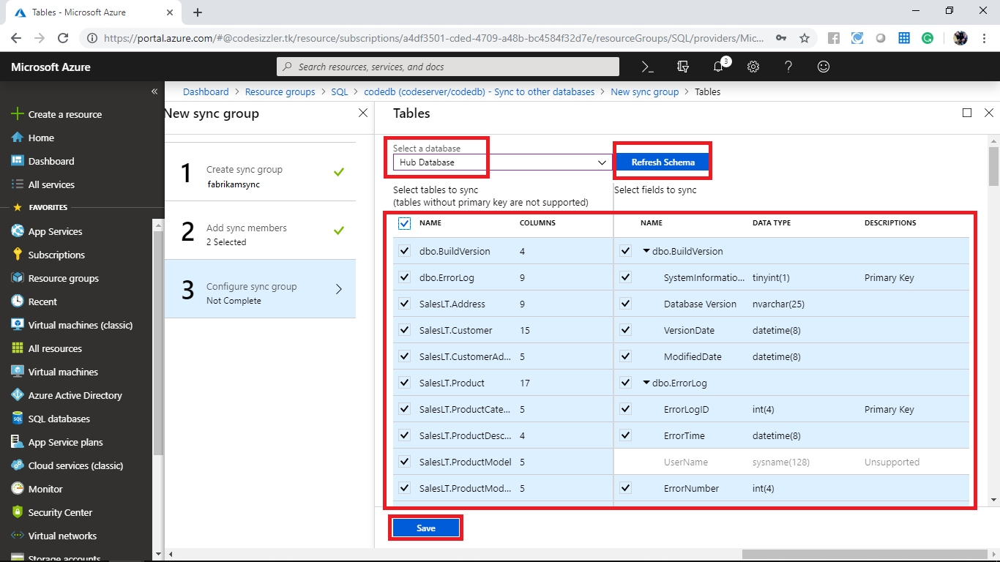 Tables - Microsoft Azure
https://portal.azure.com/#@codesizzler.tk/resource/subscriptions/a4df3501-cded-4709-a48b-bc4584f32d7e/resourceGroups/SQL/providers/Mic...
Microsoft Azure
Search resources, services, and docs
3
Dashboard > Resource groups > SQL > codedb (codeserver/codedb) - Sync to other databases > New sync group > Tables
Create a resource
Home
Dashboard
All services
FAVORITES
App Services
Subscriptions
Resource groups
Recent
Virtual machines (classic)
All resources
Virtual machines
Azure Active Directory
SQL databases
App Service plans
Cloud services (classic)
Monitor
Security Center
Virtual networks
Storage accounts
New sync group
1 Create sync group
fabrikamsync
2 Add sync members
2 Selected
3 Configure sync group
Not Complete
Tables
Select a database
Hub Database
Refresh Schema
Select tables to sync
(tables without primary key are not supported)
NAME COLUMNS
dbo.BuildVersion 4
dbo.ErrorLog 9
SalesLT.Address 9
SalesLT.Customer 15
SalesLT.CustomerAd... 5
SalesLT.Product 17
SalesLT.ProductCate... 5
SalesLT.ProductDesc... 4
SalesLT.ProductModel 5
SalesLT.ProductMod... 5
Select fields to sync
NAME DATA TYPE DESCRIPTIONS
dbo.BuildVersion
SystemInformatio... tinyint(1) Primary Key
Database Version nvarchar(25)
VersionDate datetime(8)
ModifiedDate datetime(8)
dbo.ErrorLog
ErrorLogID int(4) Primary Key
ErrorTime datetime(8)
UserName sysname(128) Unsupported
ErrorNumber int(4)
Save